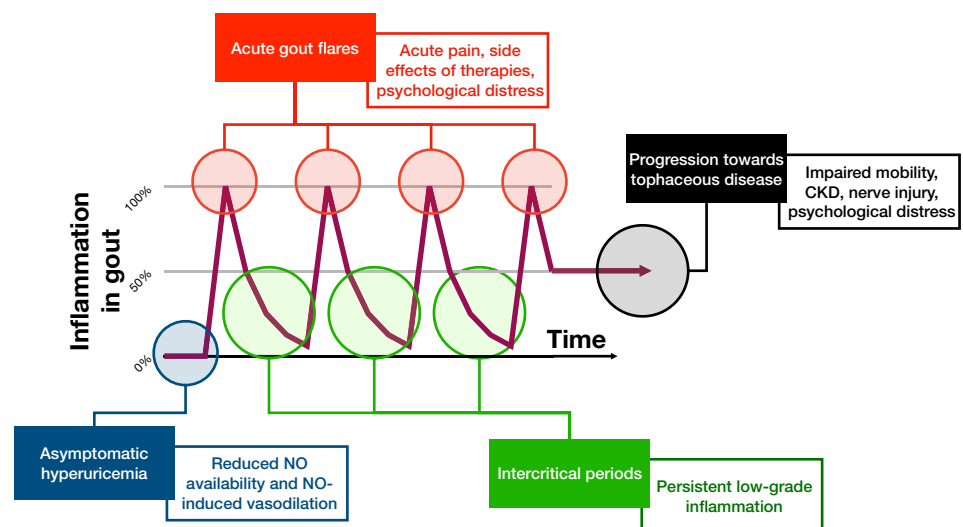 Acute gout flares
Acute pain, side
effects of therapies,
psychological distress
Progression towards
tophaceous disease
Impaired mobility,
CKD, nerve injury,
psychological distress
Inflammation
in gout
100%
50%
0%
Time
Asymptomatic
hyperuricemia
Reduced NO
availability and NO-
induced vasodilation
Intercritical periods
Persistent low-grade
inflammation